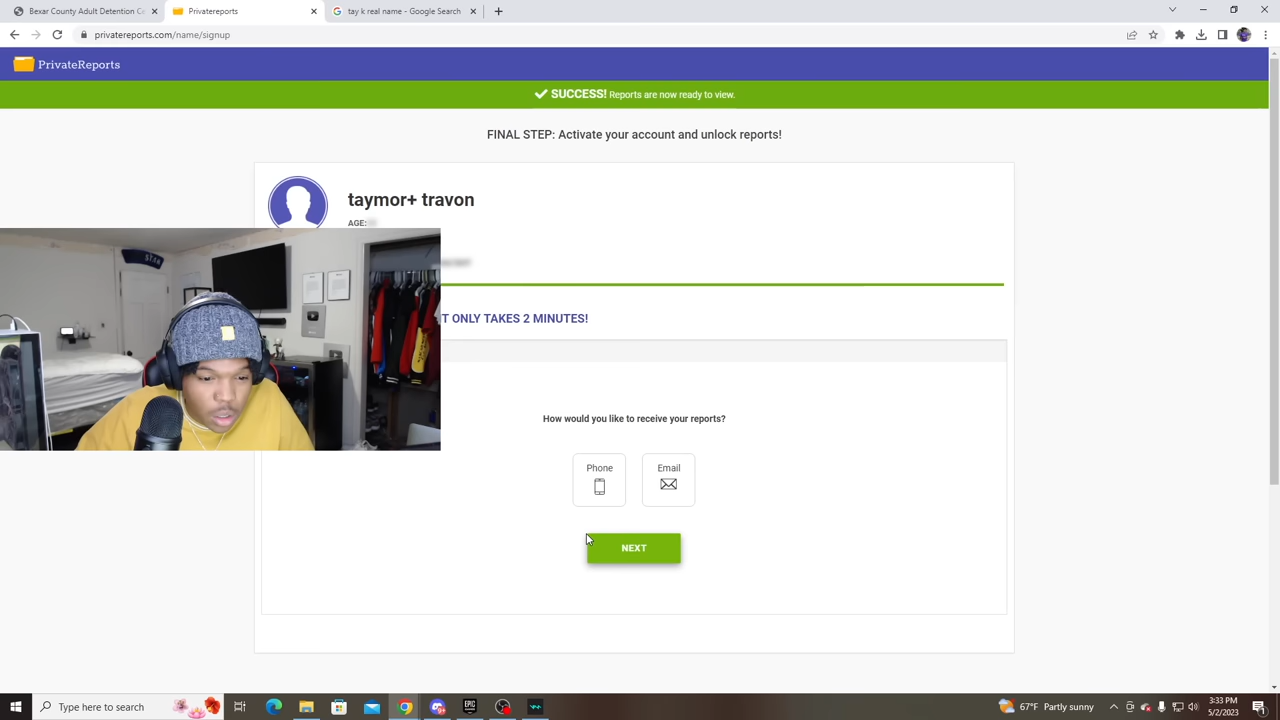 Bexar County Adult Detention Ce
Privatereports
tay k real name - Google Search
privatereports.com/name/signup
PrivateReports
SUCCESS! Reports are now ready to view.
FINAL STEP: Activate your account and unlock reports!
taymor+ travon
AGE:
T ONLY TAKES 2 MINUTES!
How would you like to receive your reports?
Phone
Email
NEXT
Type here to search
EPIC
67°F Partly sunny
3:33 PM
5/2/2023